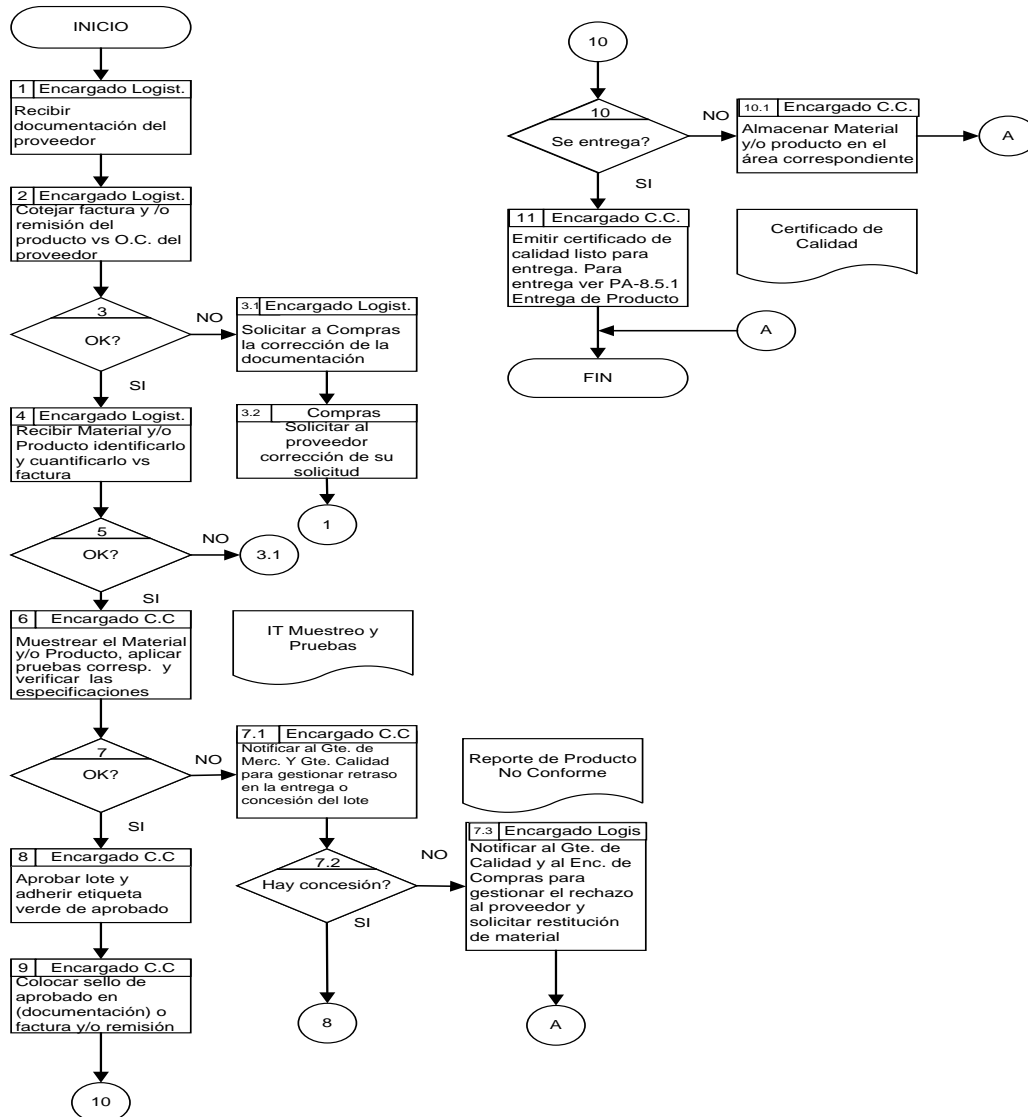 INICIO
1 Encargado Logist.
Recibir
documentación del
proveedor
2 Encargado Logist.
Cotejar factura y /o
remisión del
producto vs O.C. del
proveedor
3
OK?
NO
SI
3.1 Encargado Logist.
Solicitar a Compras
la corrección de la
documentación
3.2 Compras
Solicitar al
proveedor
corrección de su
solicitud
1
4 Encargado Logist.
Recibir Material y/o
Producto identificarlo
y cuantificarlo vs
factura
5
OK?
NO
3.1
SI
6 Encargado C.C
Muestrear el Material
y/o Producto, aplicar
pruebas corresp. y
verificar las
especificaciones
IT Muestreo y
Pruebas
7
OK?
NO
SI
7.1 Encargado C.C
Notificar al Gte. de
Merc. Y Gte. Calidad
para gestionar retraso
en la entrega o
concesión del lote
Reporte de Producto
No Conforme
7.2
Hay concesión?
NO
SI
7.3 Encargado Logis
Notificar al Gte. de
Calidad y al Enc. de
Compras para
gestionar el rechazo
al proveedor y
solicitar restitución
de material
8
A
8 Encargado C.C
Aprobar lote y
adherir etiqueta
verde de aprobado
9 Encargado C.C
Colocar sello de
aprobado en
(documentación) o
factura y/o remisión
10
10
10
Se entrega?
NO
SI
10.1 Encargado C.C.
Almacenar Material
y/o producto en el
área correspondiente
A
11 Encargado C.C.
Emitir certificado de
calidad listo para
entrega. Para
entrega ver PA-8.5.1
Entrega de Producto
Certificado de
Calidad
A
FIN